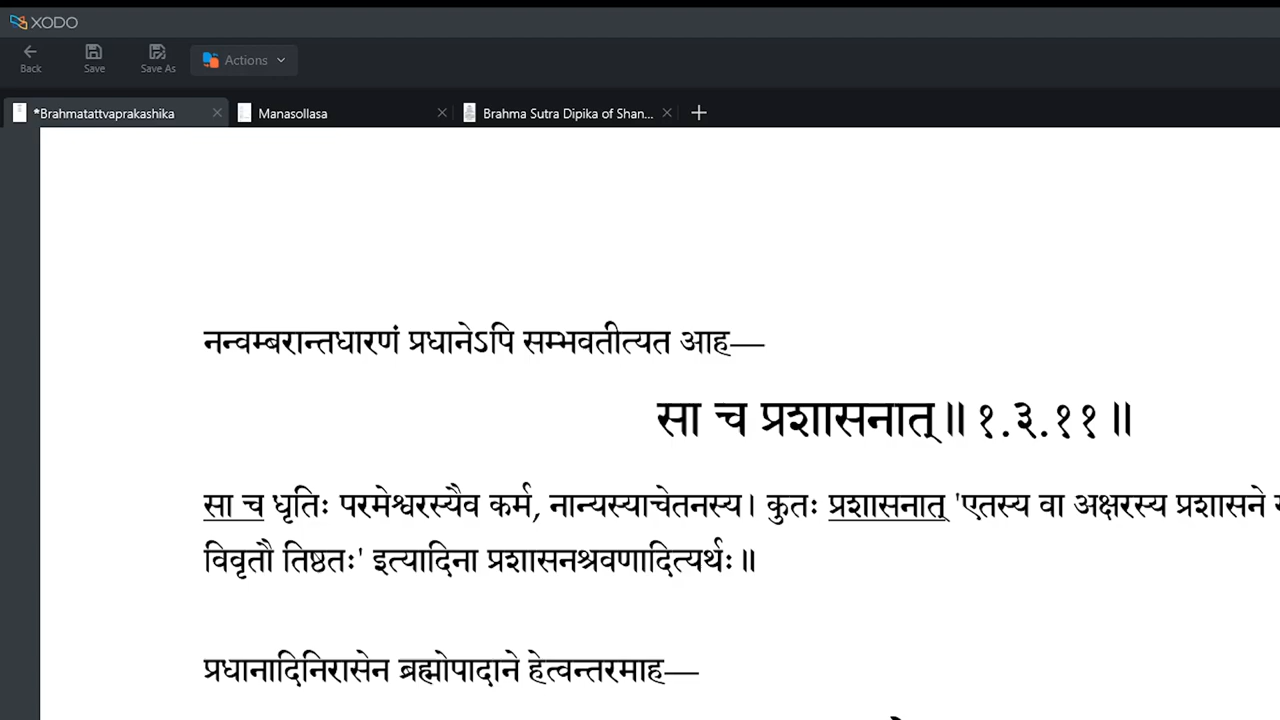 XODO
Back
Save
Save As
Actions
*Brahmatattvaprakashika
Manasollasa
Brahma Sutra Dipika of Shan...
नन्वम्बरान्तधारणं प्रधानेऽपि सम्भवतीत्यत आह—
सा च प्रशासनात्॥ १.३.११॥
सा च धृतिः परमेश्वरस्यैव कर्म, नान्यस्याचेतनस्य। कुतः प्रशासनात् 'एतस्य वा अक्षरस्य प्रशासने
विवृतौ तिष्ठतः' इत्यादिना प्रशासनश्रवणादित्यर्थः॥
प्रधानादिनिरासेन ब्रह्मोपादाने हेत्वन्तरमाह—